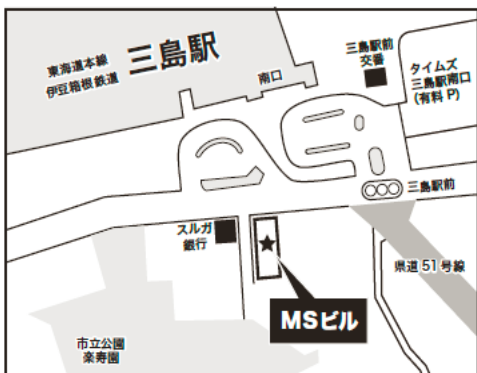 東海道本線
伊豆箱根鉄道
三島駅
南口
三島駅前
交番
タイムズ
三島駅南口
(有料 P)
三島駅前
スルガ
銀行
県道 51 号線
MSビル
市立公園
楽寿園